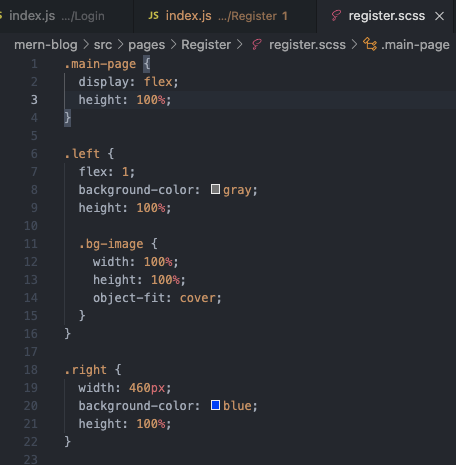 index.js .../Login
JS index.js .../Register 1
register.scss
mern-blog > src > pages > Register > register.scss > .main-page
1 .main-page {
2 display: flex;
3 height: 100%;
4 }
5
6 .left {
7 flex: 1;
8 background-color: gray;
9 height: 100%;
10
11 .bg-image {
12 width: 100%;
13 height: 100%;
14 object-fit: cover;
15 }
16 }
17
18 .right {
19 width: 460px;
20 background-color: blue;
21 height: 100%;
22 }
23